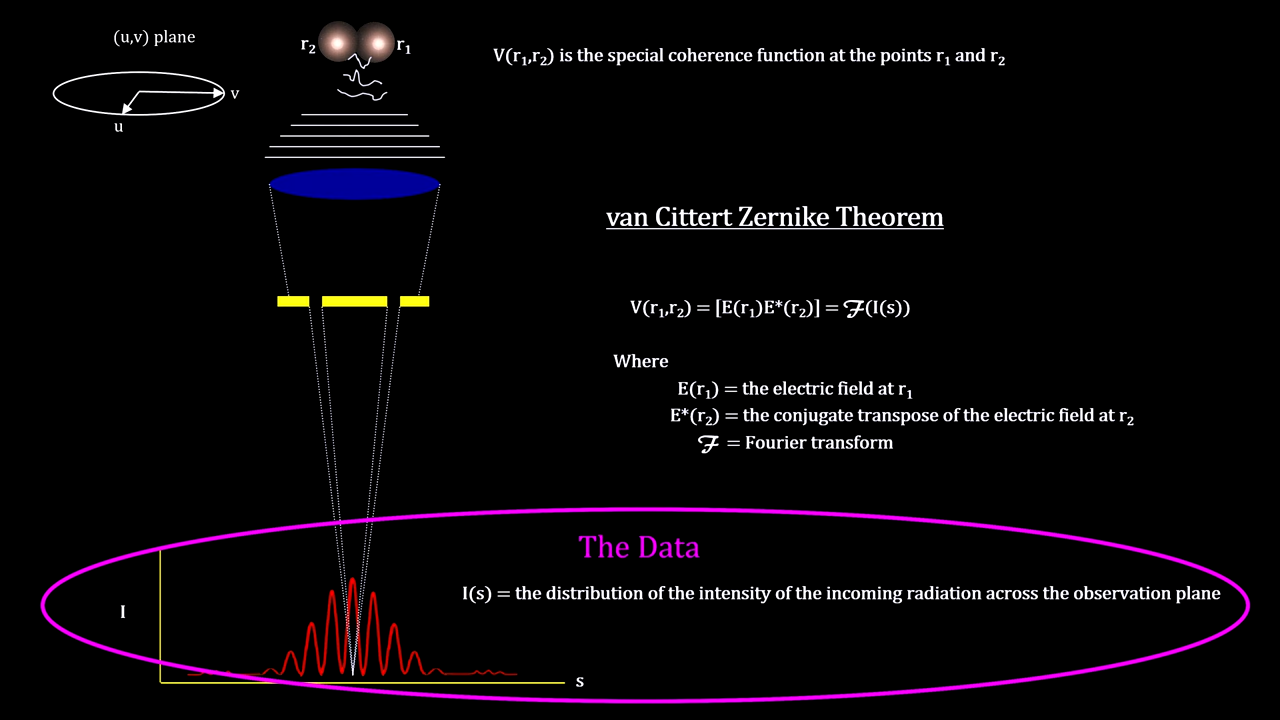 (u,v) plane
r₂
r₁
V(r₁,r₂) is the special coherence function at the points r₁ and r₂
v
u
van Cittert Zernike Theorem
V(r₁,r₂) = [E(r₁)E*(r₂)] = ℱ(I(s))
Where
E(r₁) = the electric field at r₁
E*(r₂) = the conjugate transpose of the electric field at r₂
ℱ = Fourier transform
The Data
I(s) = the distribution of the intensity of the incoming radiation across the observation plane
I
s